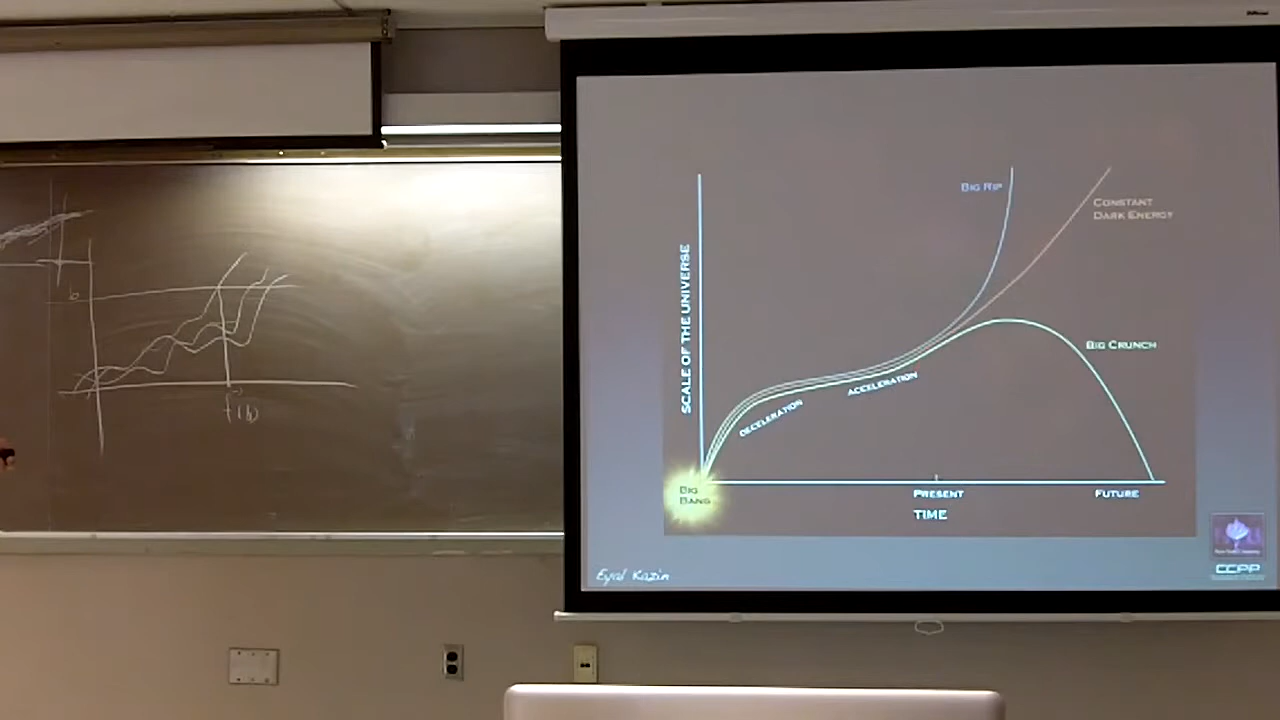 b
t(b)
SCALE OF THE UNIVERSE
BIG RIP
CONSTANT
DARK ENERGY
BIG CRUNCH
DECELERATION
ACCELERATION
BIG
BANG
PRESENT
FUTURE
TIME
Eyal Kazin
CCPP